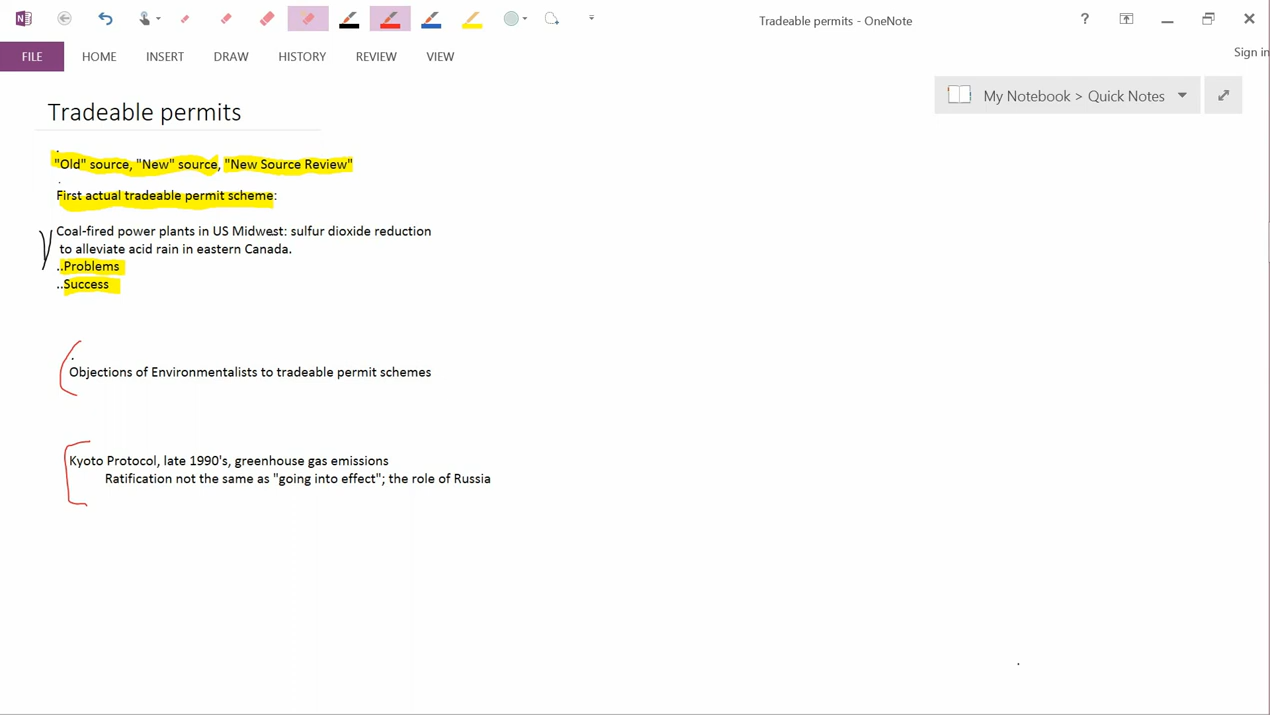 Tradeable permits - OneNote
?
FILE
HOME
INSERT
DRAW
HISTORY
REVIEW
VIEW
Sign in
My Notebook > Quick Notes
Tradeable permits
"Old" source, "New" source, "New Source Review"
First actual tradeable permit scheme:
Coal-fired power plants in US Midwest: sulfur dioxide reduction
to alleviate acid rain in eastern Canada.
..Problems
..Success
Objections of Environmentalists to tradeable permit schemes
Kyoto Protocol, late 1990's, greenhouse gas emissions
Ratification not the same as "going into effect"; the role of Russia